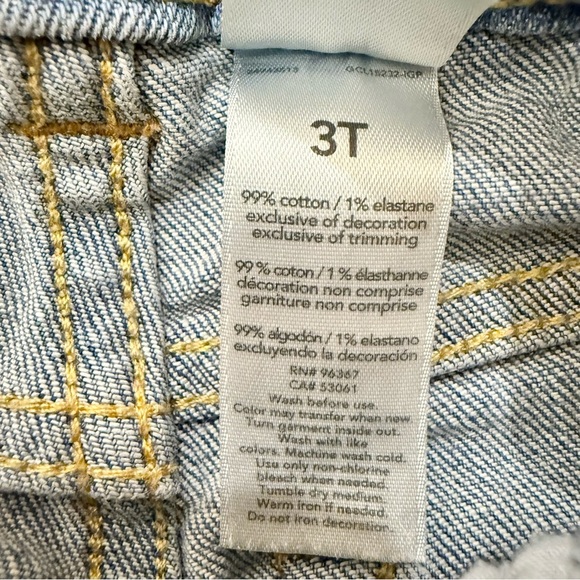 GCL18232-IGP
3T
99% cotton / 1% elastane
exclusive of decoration
exclusive of trimming
99 % coton / 1 % élasthanne
décoration non comprise
garniture non comprise
99% algodón / 1% elastano
excluyendo la decoración
RN# 96367
CA# 53061
Wash before use.
Color may transfer when new.
Turn garment inside out.
Wash with like
colors. Machine wash cold.
Use only non-chlorine
bleach when needed.
Tumble dry medium.
Warm iron if needed.
Do not iron decoration.